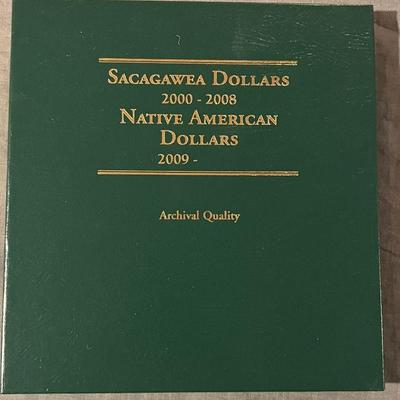 Sacagawea Dollars
2000 - 2008
Native American
Dollars
2009 -
Archival Quality